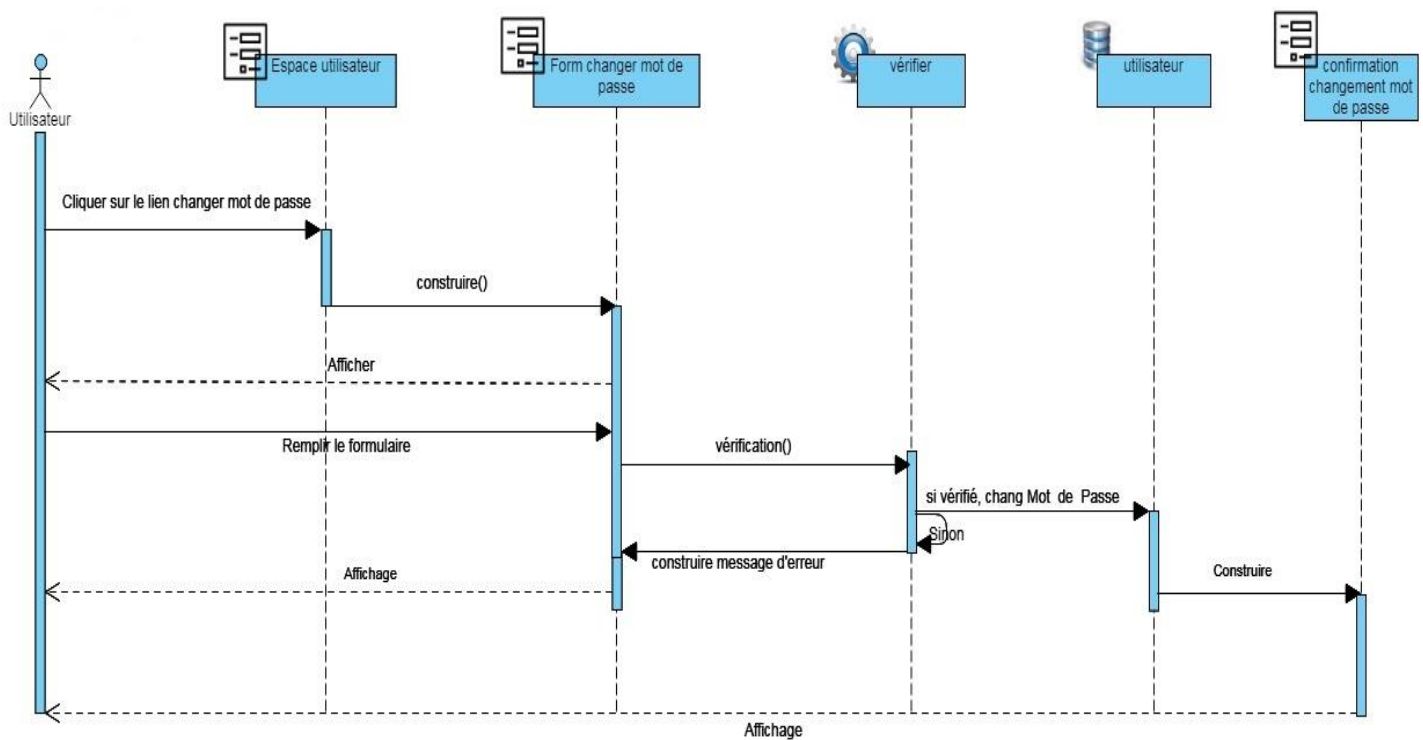 Utilisateur
Espace utilisateur
Form changer mot de
passe
vérifier
utilisateur
confirmation
changement mot
de passe
Cliquer sur le lien changer mot de passe
construire()
Afficher
Remplir le formulaire
vérification()
si vérifié, chang Mot de Passe
Sinon
construire message d'erreur
Affichage
Construire
Affichage